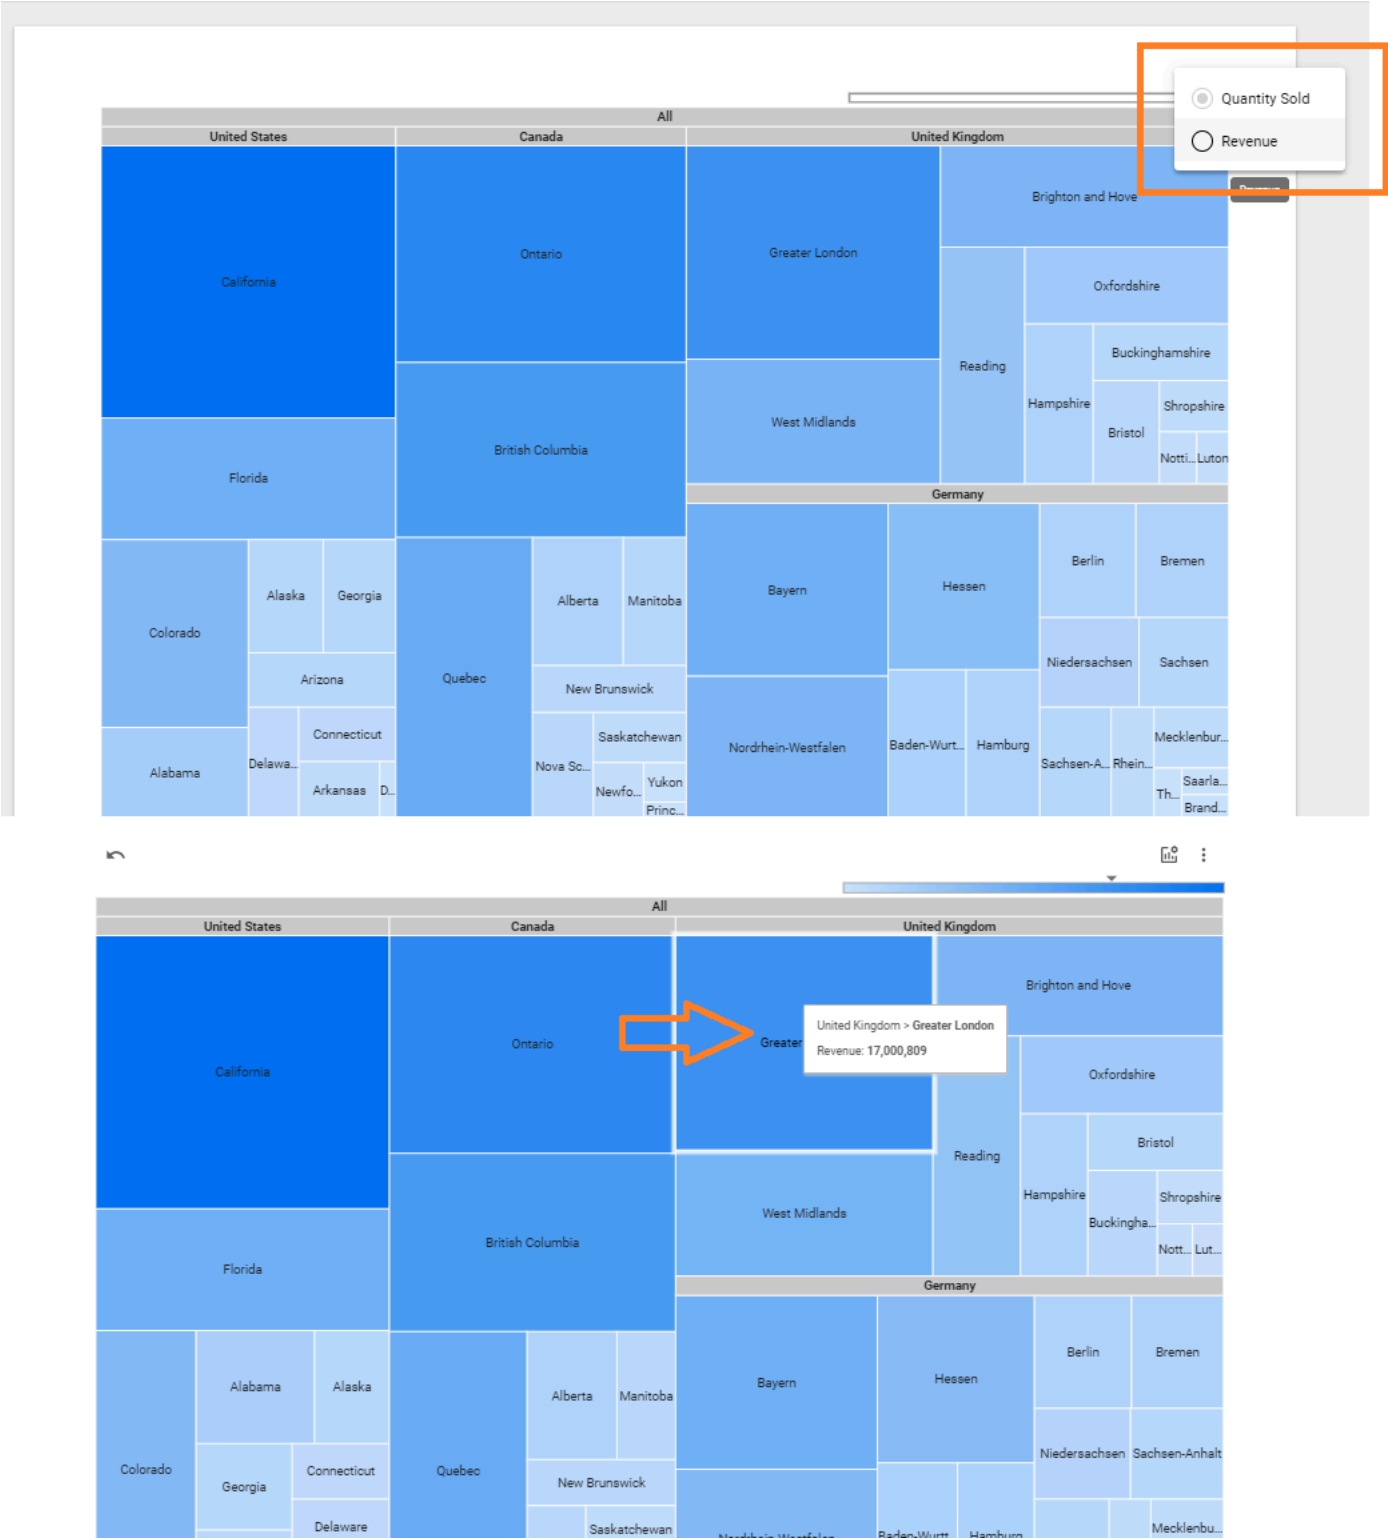 Quantity Sold
Revenue
All
United States
Canada
United Kingdom
Brighton and Hove
Ontario
Greater London
California
Oxfordshire
Buckinghamshire
Reading
Hampshire
Shropshire
West Midlands
Bristol
British Columbia
Notti...
Luton
Florida
Germany
Berlin
Bremen
Bayern
Hessen
Alaska
Georgia
Alberta
Manitoba
Colorado
Niedersachsen
Sachsen
Arizona
Quebec
New Brunswick
Connecticut
Saskatchewan
Mecklenbur...
Nordrhein-Westfalen
Baden-Wurt...
Hamburg
Delawa...
Nova Sc...
Sachsen-A...
Rhein...
Alabama
Arkansas
D...
Newfo...
Yukon
Princ...
Th...
Saarla...
Brand...
All
United States
Canada
United Kingdom
Brighton and Hove
United Kingdom > Greater London
Revenue: 17,000,809
Ontario
Greater
California
Oxfordshire
Bristol
Reading
Hampshire
Shropshire
Buckingha...
West Midlands
British Columbia
Nott...
Lut...
Florida
Germany
Berlin
Bremen
Bayern
Hessen
Alabama
Alaska
Alberta
Manitoba
Niedersachsen
Sachsen-Anhalt
Colorado
Connecticut
Quebec
Georgia
New Brunswick
Delaware
Saskatchewan
Mecklenbu...
Nordrhein-Westfalen
Baden-Wurtt
Hamburg